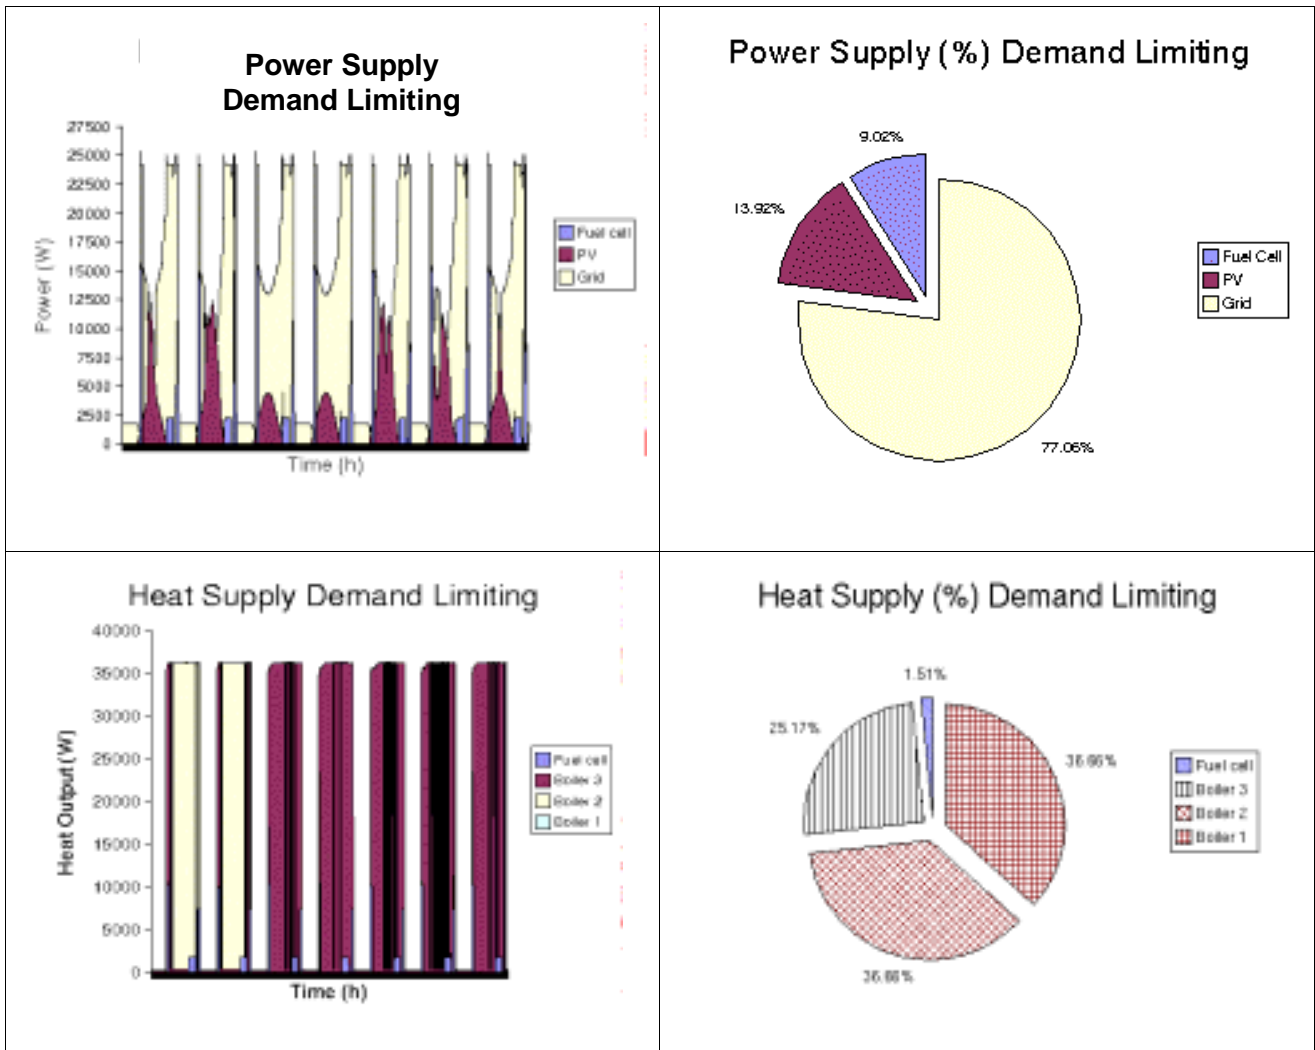 Power Supply
Demand Limiting
27500
25000
22500
20000
17500
15000
12500
10000
7500
5000
2500
0
Power (W)
Time (h)
Fuel cell
PV
Grid
Power Supply (%) Demand Limiting
9.02%
13.92%
77.06%
Fuel Cell
PV
Grid
Heat Supply Demand Limiting
40000
35000
30000
25000
20000
15000
10000
5000
0
Heat Output (W)
Time (h)
Fuel cell
Boiler 3
Boiler 2
Boiler 1
Heat Supply (%) Demand Limiting
1.51%
25.17%
36.66%
36.66%
Fuel cell
Boiler 3
Boiler 2
Boiler 1